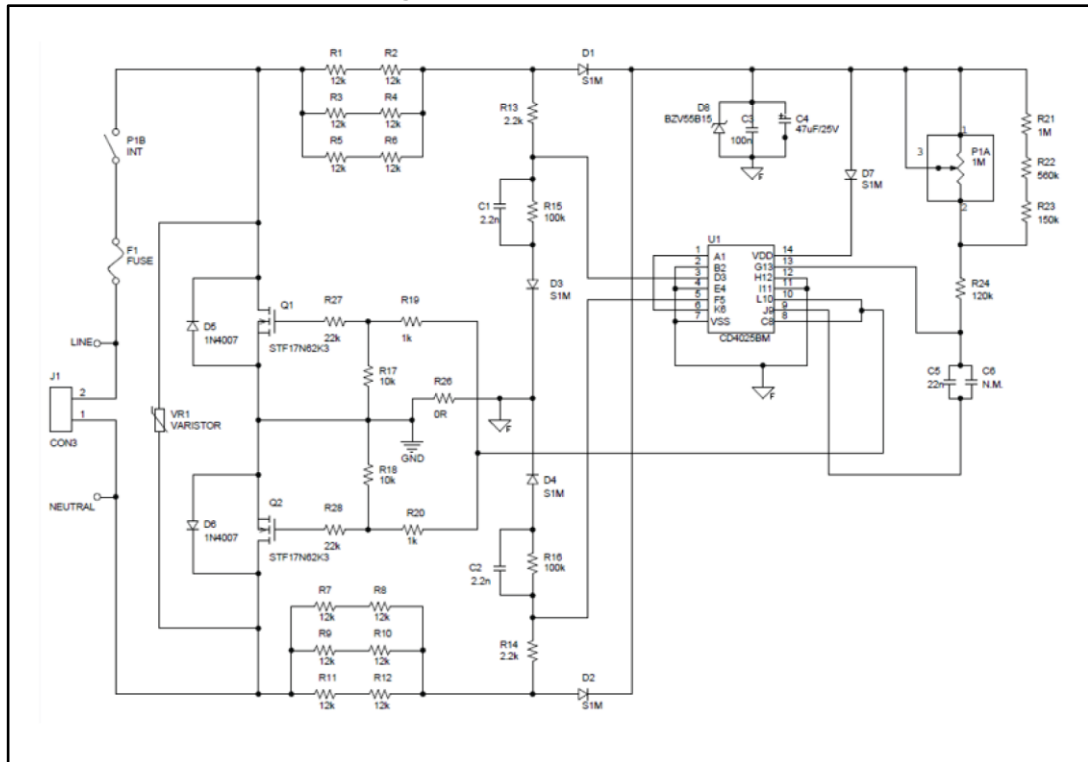 R1
12k
R2
12k
R3
12k
R4
12k
R5
12k
R6
12k
D1
S1M
R13
2.2k
P1B
INT
F1
FUSE
LINE
J1
2
1
CON3
NEUTRAL
VR1
VARISTOR
D5
1N4007
Q1
STF17N62K3
R27
22k
R19
1k
R17
10k
R26
0R
GND
R18
10k
D6
1N4007
Q2
STF17N62K3
R28
22k
R20
1k
C1
2.2n
R15
100k
D3
S1M
F
D4
S1M
C2
2.2n
R16
100k
R14
2.2k
R7
12k
R8
12k
R9
12k
R10
12k
R11
12k
R12
12k
D2
S1M
D8
BZV55B15
C3
100n
C4
47uF/25V
F
D7
S1M
3
1
P1A
1M
2
R21
1M
R22
560k
R23
150k
R24
120k
U1
1 A1 VDD 14
2 B2 G13 13
3 D3 H12 12
4 E4 I11 11
5 F5 L10 10
6 K6 J9 9
7 VSS C8 8
CD4025BM
F
C5
22n
C6
N.M.